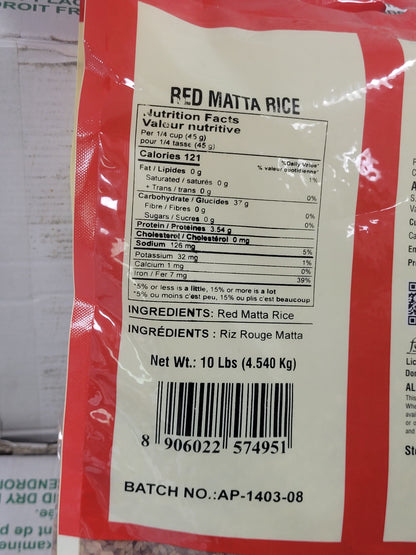 RED MATTA RICE
Nutrition Facts
Valeur nutritive
Per 1/4 cup (45 g)
pour 1/4 tasse (45 g)
Calories 121
%Daily Value*
% valeur quotidienne*
Fat / Lipides 0 g 1%
Saturated / saturés 0 g
+ Trans / trans 0 g 0%
Carbohydrate / Glucides 37 g
Fibre / Fibres 0 g 0%
Sugars / Sucres 0 g 0%
Protein / Protéines 3.54 g
Cholesterol / Cholestérol 0 mg
Sodium 126 mg 5%
Potassium 32 mg 1%
Calcium 1 mg 0%
Iron / Fer 7 mg 39%
*5% or less is a little, 15% or more is a lot
*5% ou moins c'est peu, 15% ou plis c'est beaucoup
INGREDIENTS : Red Matta Rice
INGRÉDIENTS : Riz Rouge Matta
Net Wt.: 10 Lbs (4.540 Kg)
8 906022 574951
BATCH NO.:AP-1403-08